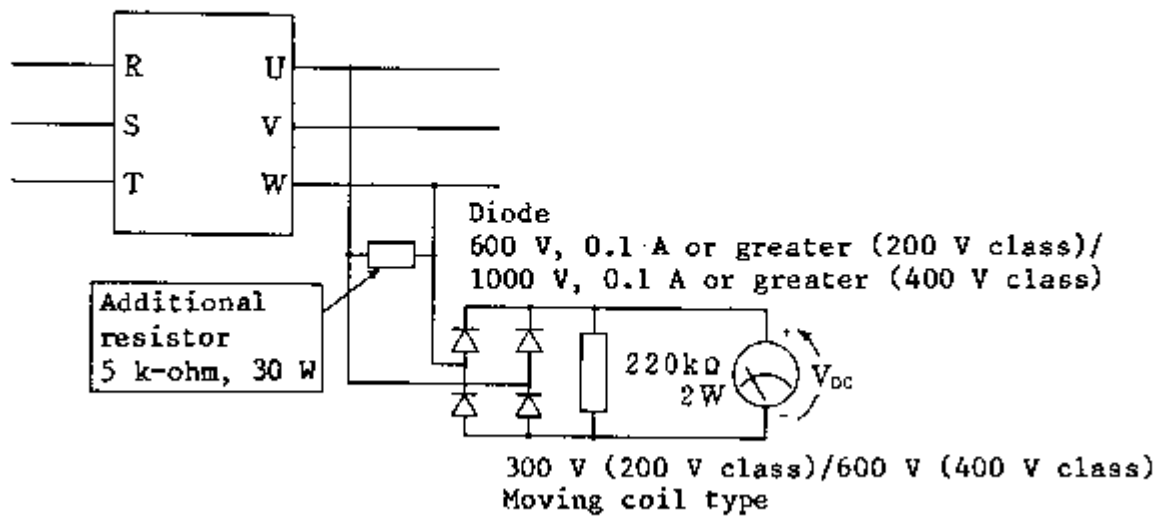 R U
S V
T W
Diode
600 V, 0.1 A or greater (200 V class)/
1000 V, 0.1 A or greater (400 V class)
Additional
resistor
5 k-ohm, 30 W
220kΩ
2W
+
V_DC
-
300 V (200 V class)/600 V (400 V class)
Moving coil type